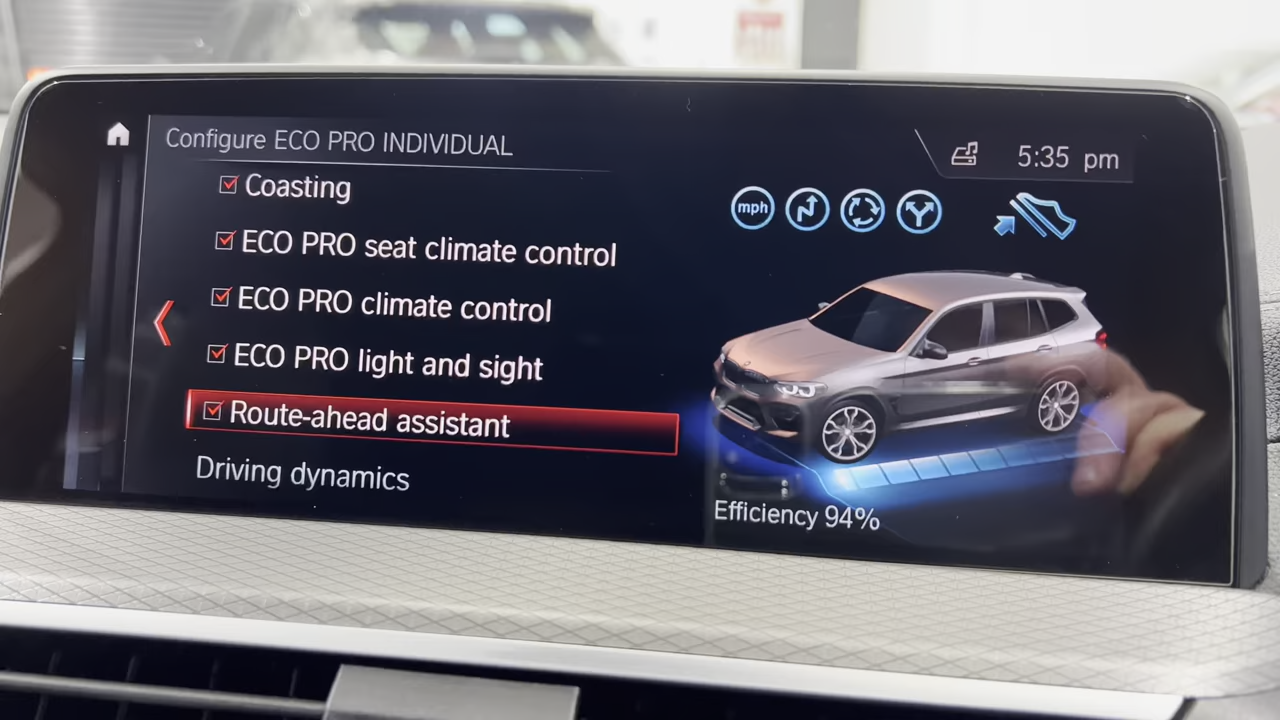 Configure ECO PRO INDIVIDUAL
5:35 pm
Coasting
mph
ECO PRO seat climate control
ECO PRO climate control
ECO PRO light and sight
Route-ahead assistant
Driving dynamics
Efficiency 94%